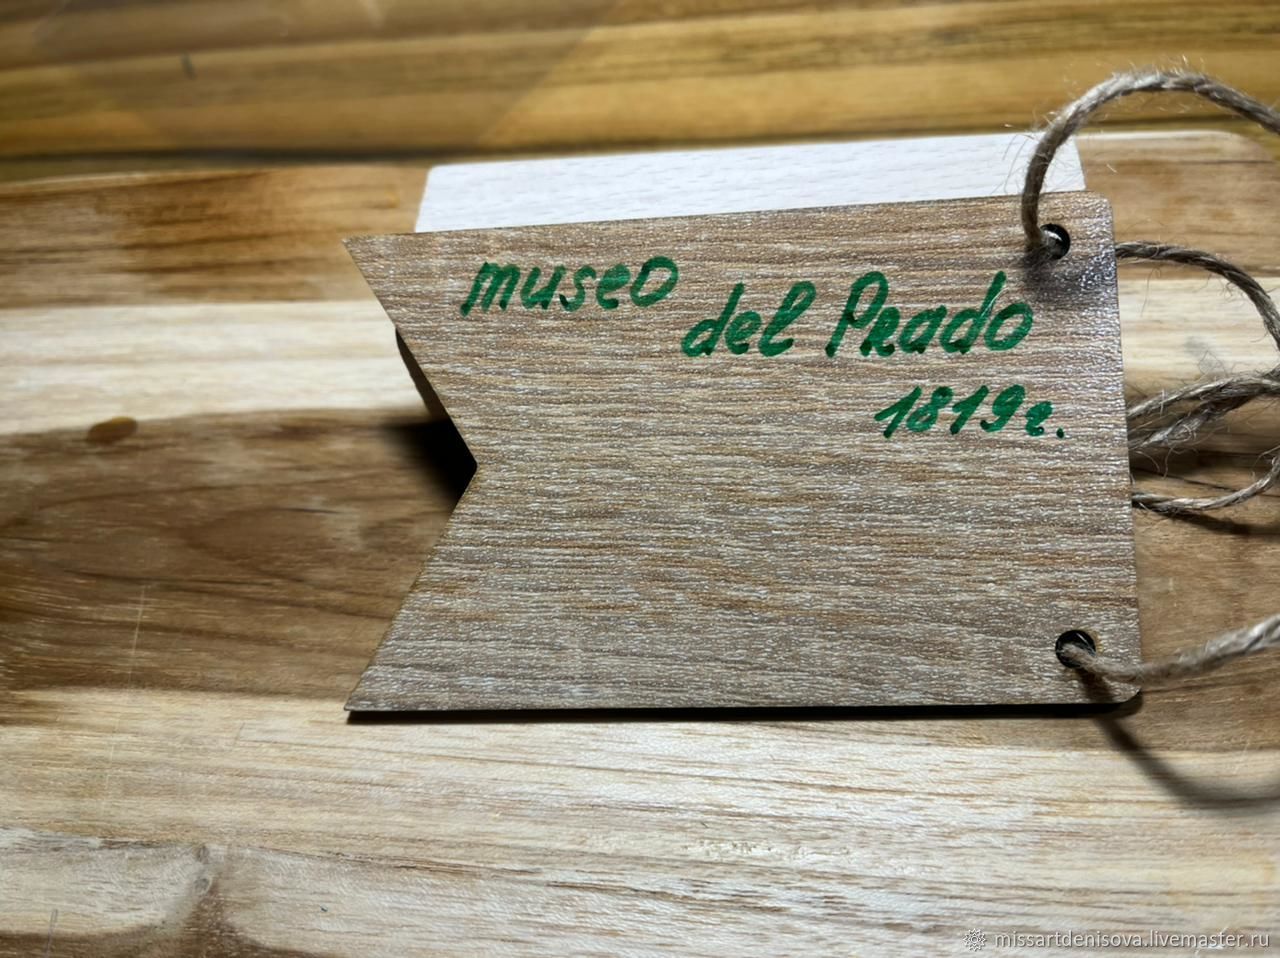 museo
del Prado
1819г.
missartdenisova.livemaster.ru